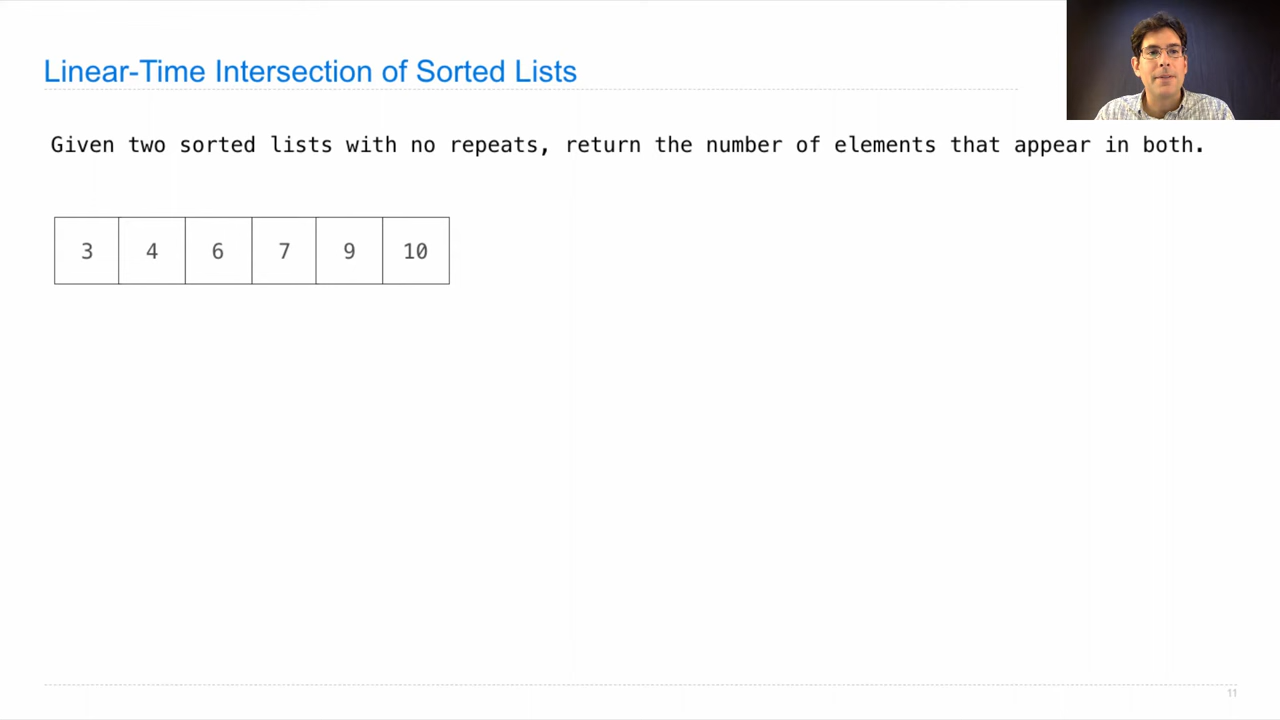 Linear-Time Intersection of Sorted Lists
Given two sorted lists with no repeats, return the number of elements that appear in both.
3 4 6 7 9 10
11